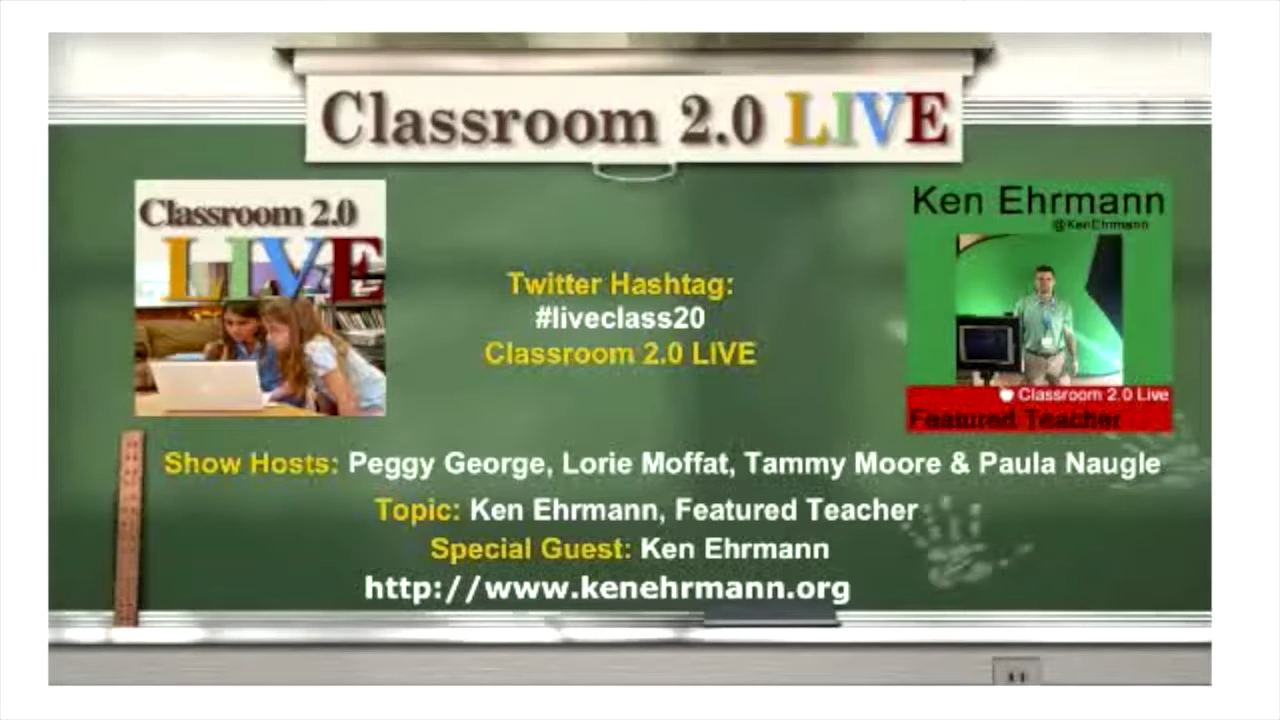 Classroom 2.0 LIVE
Classroom 2.0
LIVE
Ken Ehrmann
@KenEhrmann
Classroom 2.0 Live
Featured Teacher
Twitter Hashtag:
#liveclass20
Classroom 2.0 LIVE
Show Hosts: Peggy George, Lorie Moffat, Tammy Moore & Paula Naugle
Topic: Ken Ehrmann, Featured Teacher
Special Guest: Ken Ehrmann
http://www.kenehrmann.org